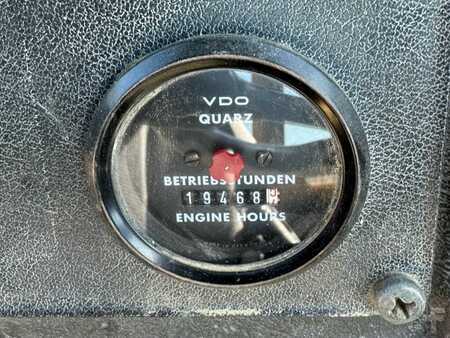 VDO
QUARZ
BETRIEBSSTUNDEN
19468
ENGINE HOURS